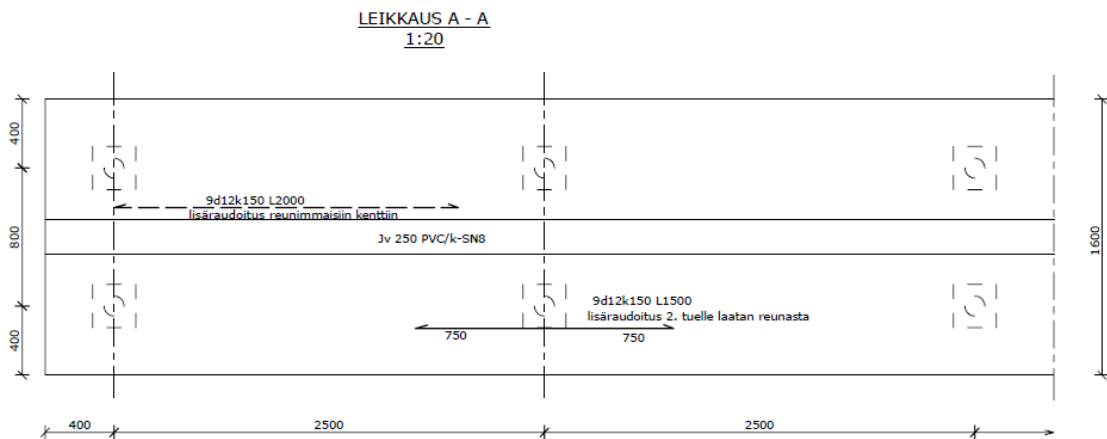 LEIKKAUS A - A
1:20
400
9d12k150 L2000
lisäraudoitus reunimmaisiin kenttiin
800
Jv 250 PVC/k-SN8
1600
9d12k150 L1500
lisäraudoitus 2. tuelle laatan reunasta
750
750
400
400
2500
2500